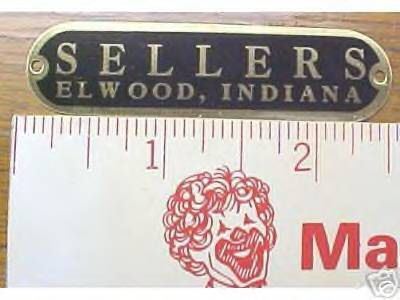 SELLERS
ELWOOD, INDIANA
1 2
Ma